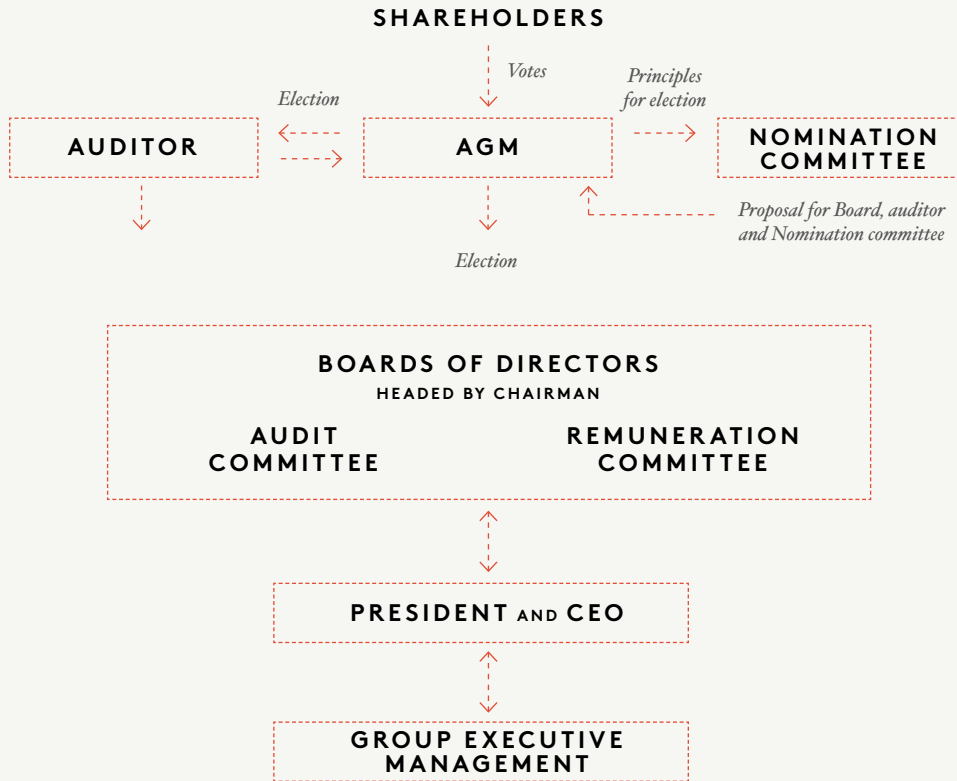 SHAREHOLDERS
Votes
Principles
for election
Election
AUDITOR
AGM
NOMINATION
COMMITTEE
Proposal for Board, auditor
and Nomination committee
Election
BOARDS OF DIRECTORS
HEADED BY CHAIRMAN
AUDIT
COMMITTEE
REMUNERATION
COMMITTEE
PRESIDENT AND CEO
GROUP EXECUTIVE
MANAGEMENT